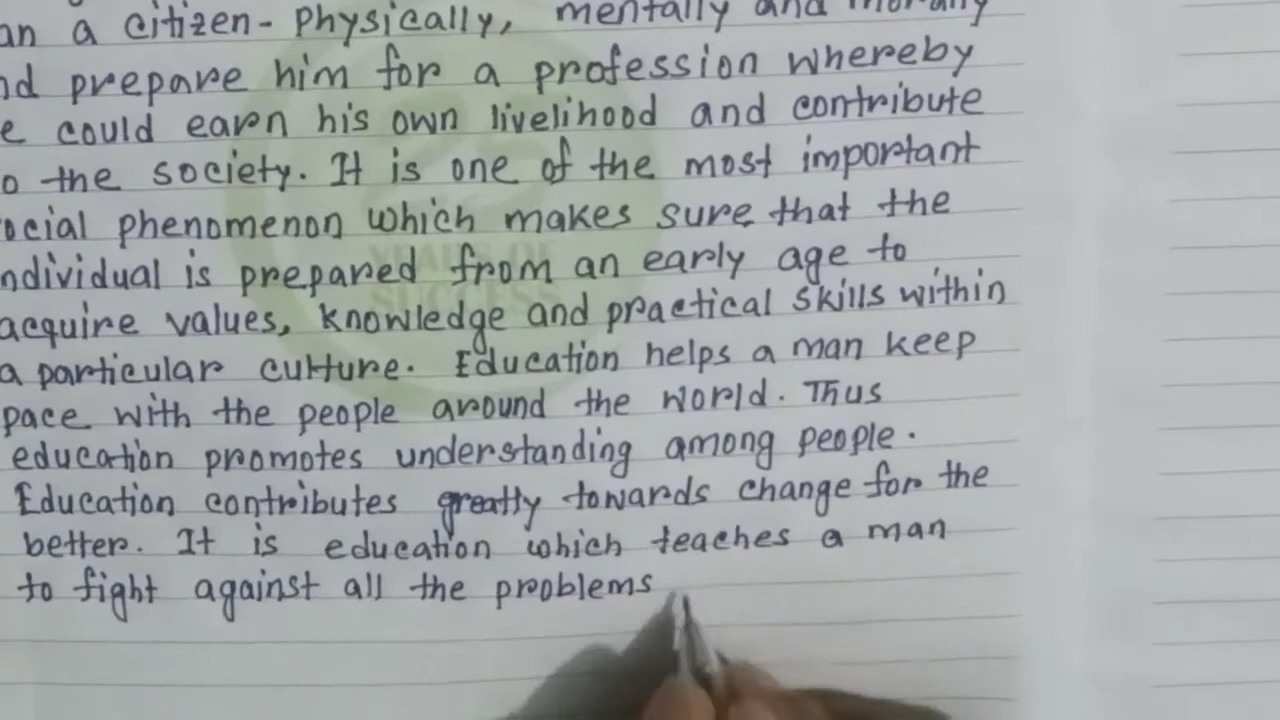 an a citizen- physically, mentally and morally
nd prepare him for a profession whereby
e could earn his own livelihood and contribute
o the society. It is one of the most important
ocial phenomenon which makes sure that the
ndividual is prepared from an early age to
acquire values, knowledge and practical skills within
a particular culture. Education helps a man keep
pace with the people around the world. Thus
education promotes understanding among people.
Education contributes greatly towards change for the
better. It is education which teaches a man
to fight against all the problems
YEARS OF
SUCCESS